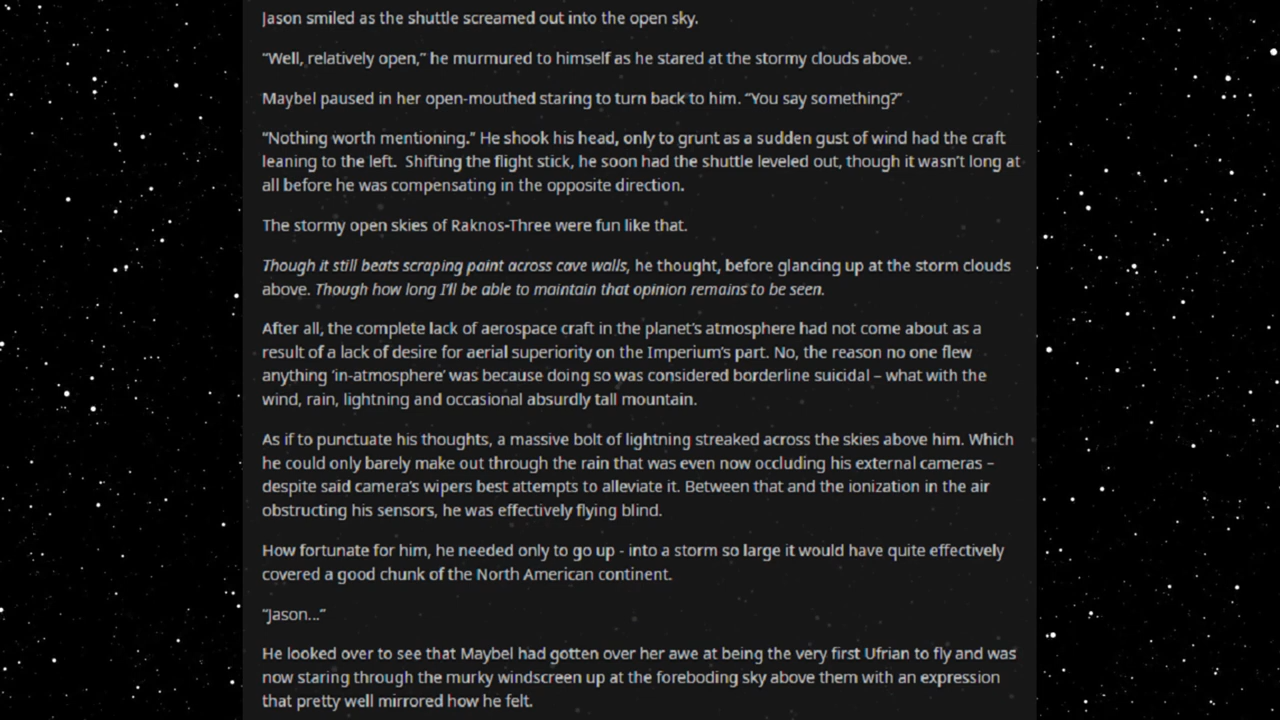 Jason smiled as the shuttle screamed out into the open sky.
“Well, relatively open,” he murmured to himself as he stared at the stormy clouds above.
Maybel paused in her open-mouthed staring to turn back to him. “You say something?”
“Nothing worth mentioning.” He shook his head, only to grunt as a sudden gust of wind had the craft
leaning to the left.  Shifting the flight stick, he soon had the shuttle leveled out, though it wasn’t long at
all before he was compensating in the opposite direction.
The stormy open skies of Raknos-Three were fun like that.
Though it still beats scraping paint across cave walls, he thought, before glancing up at the storm clouds
above. Though how long I’ll be able to maintain that opinion remains to be seen.
After all, the complete lack of aerospace craft in the planet’s atmosphere had not come about as a
result of a lack of desire for aerial superiority on the Imperium’s part. No, the reason no one flew
anything ‘in-atmosphere’ was because doing so was considered borderline suicidal – what with the
wind, rain, lightning and occasional absurdly tall mountain.
As if to punctuate his thoughts, a massive bolt of lightning streaked across the skies above him. Which
he could only barely make out through the rain that was even now occluding his external cameras –
despite said camera’s wipers best attempts to alleviate it. Between that and the ionization in the air
obstructing his sensors, he was effectively flying blind.
How fortunate for him, he needed only to go up - into a storm so large it would have quite effectively
covered a good chunk of the North American continent.
“Jason…”
He looked over to see that Maybel had gotten over her awe at being the very first Ufrian to fly and was
now staring through the murky windscreen up at the foreboding sky above them with an expression
that pretty well mirrored how he felt.